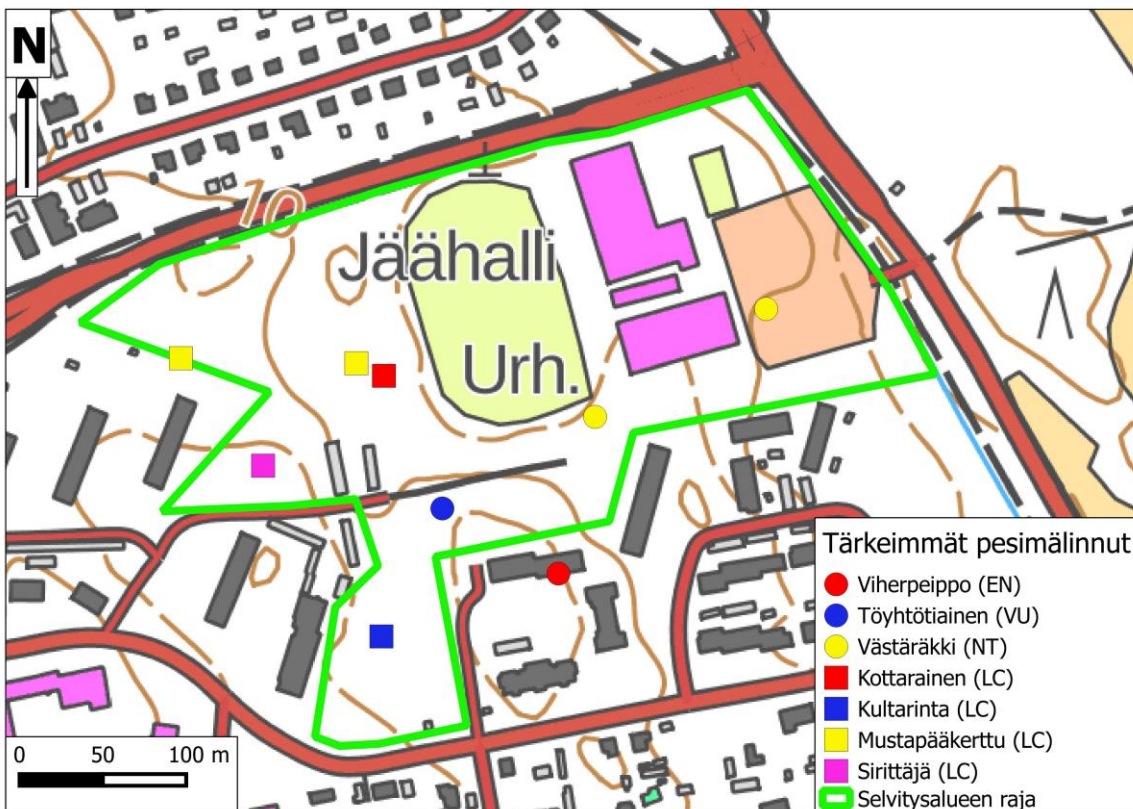 N
10
Jäähalli
Urh.
Tärkeimmät pesimälinnut
Viherpeippo (EN)
Töyhtötiainen (VU)
Västäräkki (NT)
Kottarainen (LC)
Kultarinta (LC)
Mustapääkerttu (LC)
Sirittäjä (LC)
Selvitysalueen raja
0 50 100 m